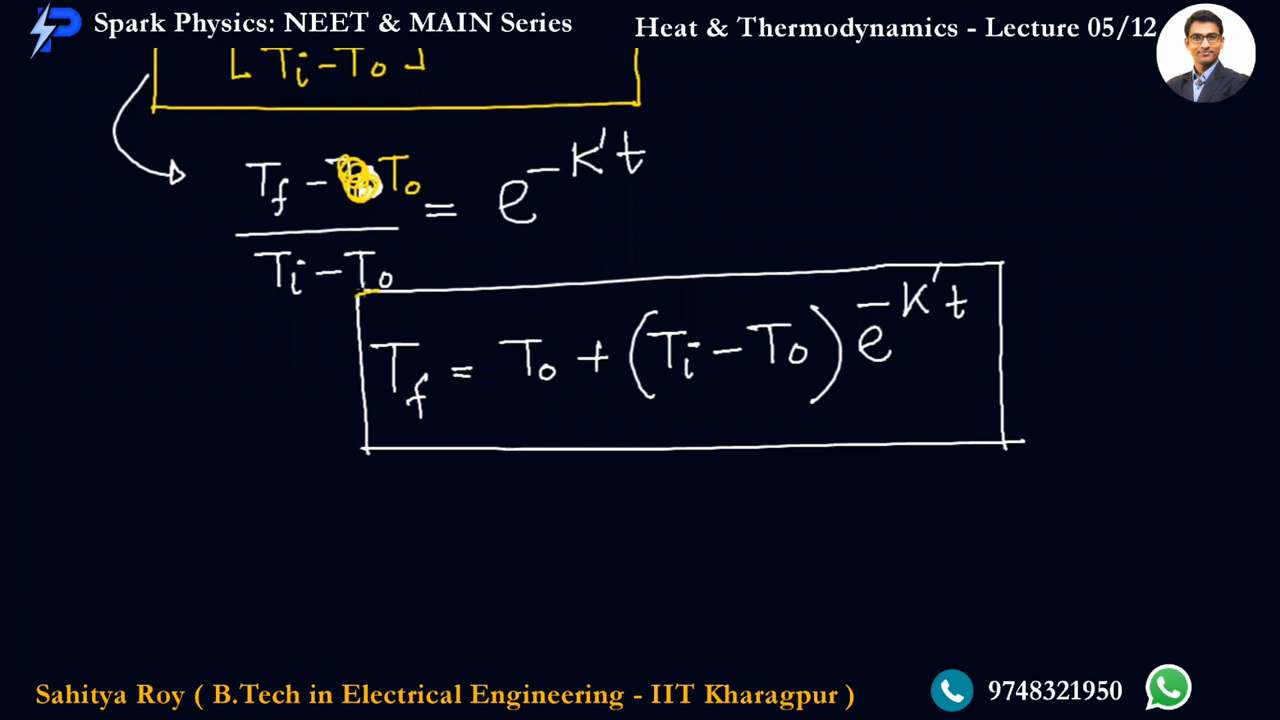 Spark Physics: NEET & MAIN Series
Heat & Thermodynamics - Lecture 05/12
[ Ti - To ]
Tf - To
Ti - To
= e^-K't
Tf = To + (Ti - To) e^-K't
Sahitya Roy ( B.Tech in Electrical Engineering - IIT Kharagpur )
9748321950